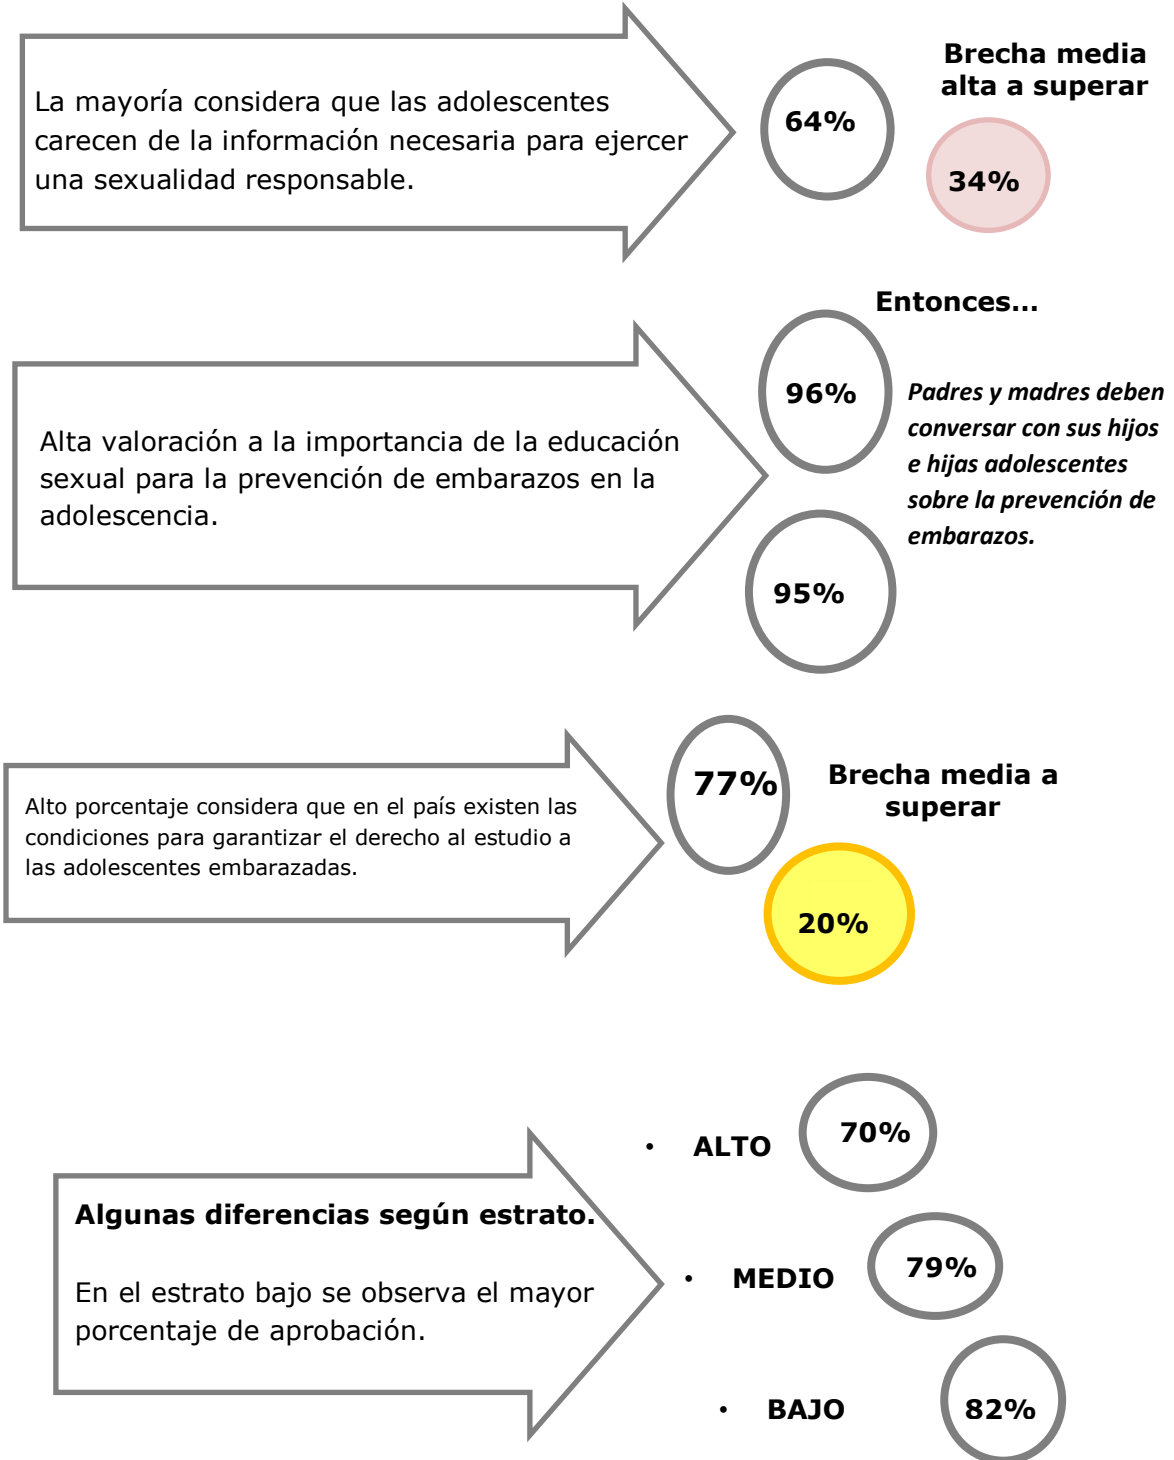 La mayoría considera que las adolescentes
carecen de la información necesaria para ejercer
una sexualidad responsable.
64%
Brecha media
alta a superar
34%
Entonces…
Alta valoración a la importancia de la educación
sexual para la prevención de embarazos en la
adolescencia.
96%
Padres y madres deben
conversar con sus hijos
e hijas adolescentes
sobre la prevención de
embarazos.
95%
Alto porcentaje considera que en el país existen las
condiciones para garantizar el derecho al estudio a
las adolescentes embarazadas.
77%
Brecha media a
superar
20%
Algunas diferencias según estrato.
En el estrato bajo se observa el mayor
porcentaje de aprobación.
• ALTO 70%
• MEDIO 79%
• BAJO 82%